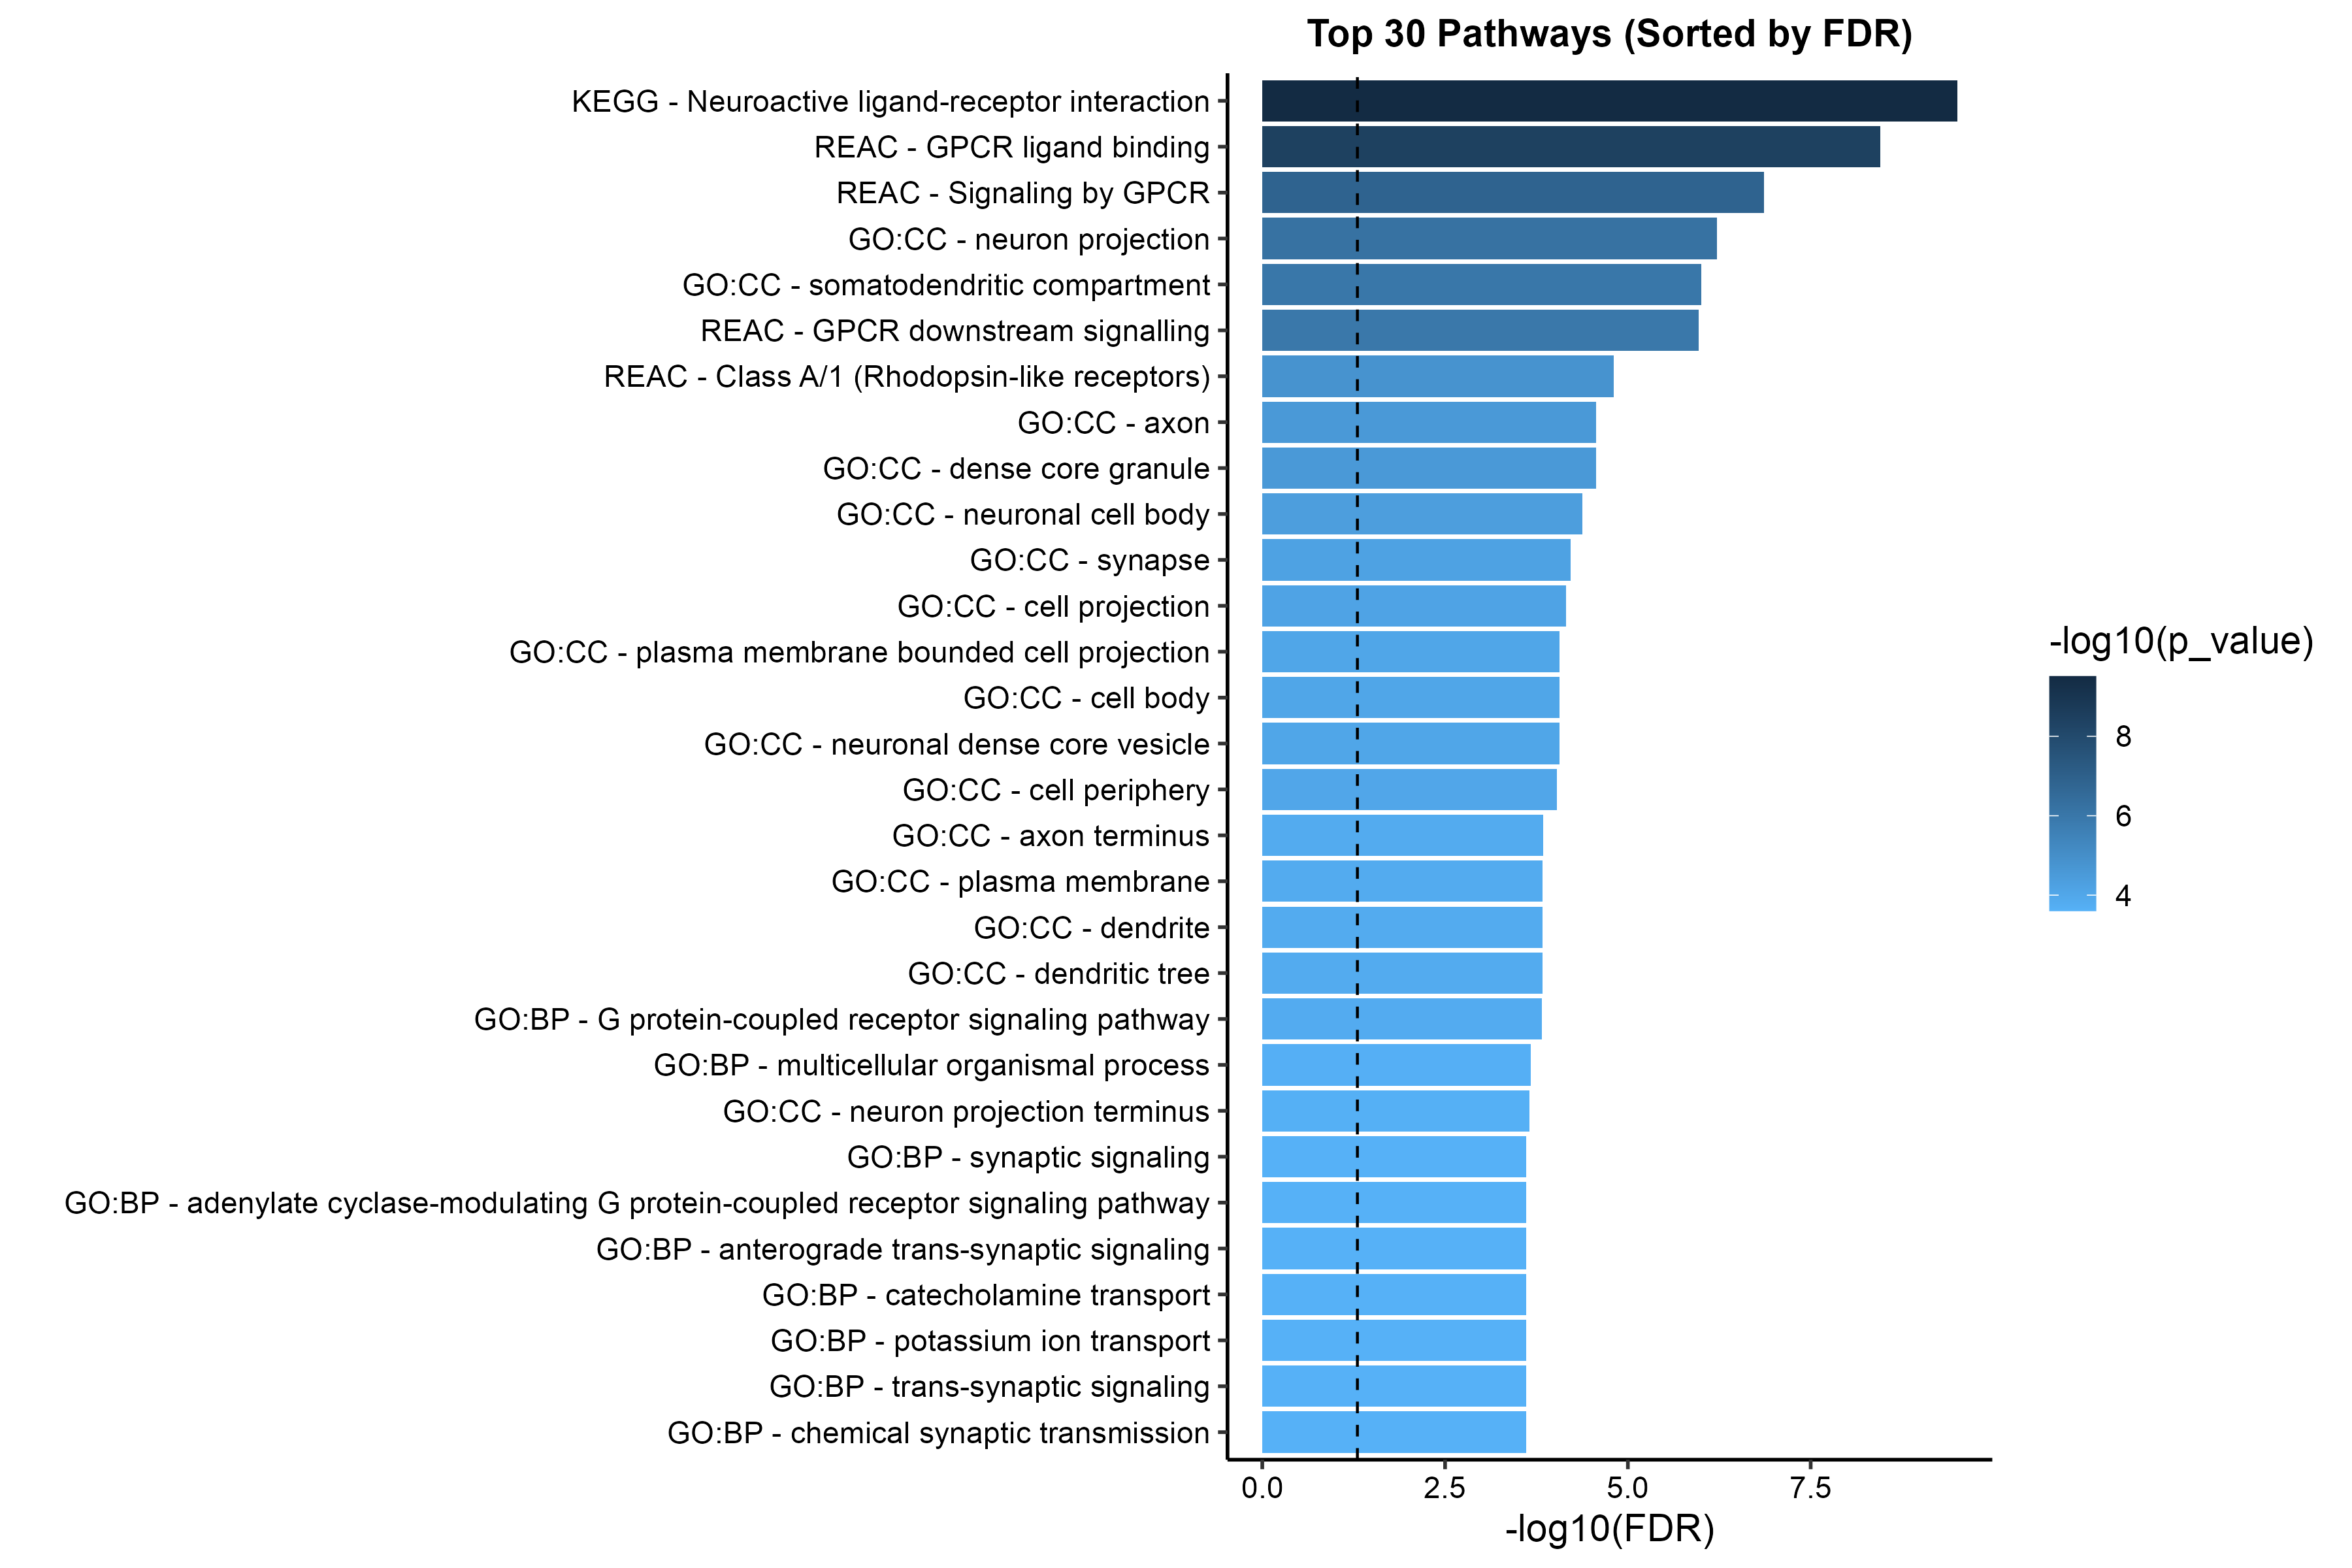 Top 30 Pathways (Sorted by FDR)
KEGG - Neuroactive ligand-receptor interaction
REAC - GPCR ligand binding
REAC - Signaling by GPCR
GO:CC - neuron projection
GO:CC - somatodendritic compartment
REAC - GPCR downstream signalling
REAC - Class A/1 (Rhodopsin-like receptors)
GO:CC - axon
GO:CC - dense core granule
GO:CC - neuronal cell body
GO:CC - synapse
GO:CC - cell projection
GO:CC - plasma membrane bounded cell projection
GO:CC - cell body
GO:CC - neuronal dense core vesicle
GO:CC - cell periphery
GO:CC - axon terminus
GO:CC - plasma membrane
GO:CC - dendrite
GO:CC - dendritic tree
GO:BP - G protein-coupled receptor signaling pathway
GO:BP - multicellular organismal process
GO:CC - neuron projection terminus
GO:BP - synaptic signaling
GO:BP - adenylate cyclase-modulating G protein-coupled receptor signaling pathway
GO:BP - anterograde trans-synaptic signaling
GO:BP - catecholamine transport
GO:BP - potassium ion transport
GO:BP - trans-synaptic signaling
GO:BP - chemical synaptic transmission
0.0 2.5 5.0 7.5
-log10(FDR)
-log10(p_value)
8
6
4